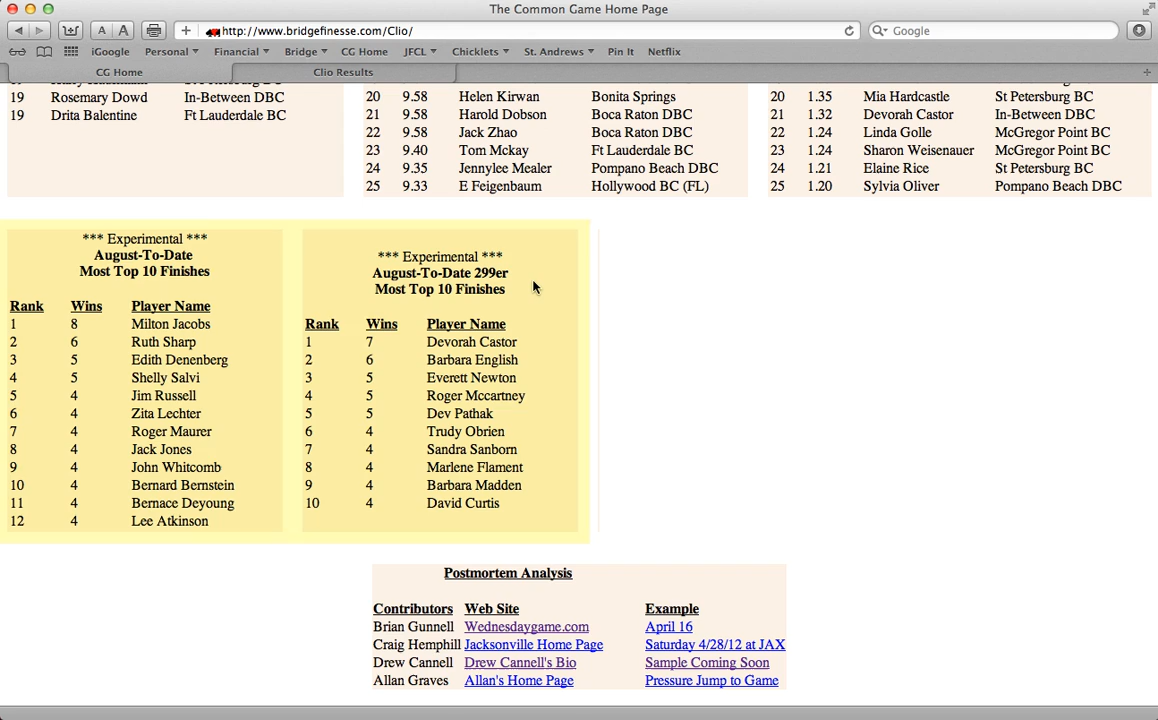 The Common Game Home Page
A A + http://www.bridgefinesse.com/Clio/ Google
iGoogle Personal Financial Bridge CG Home JFCL Chicklets St. Andrews Pin It Netflix
CG Home Clio Results +
19 Rosemary Dowd In-Between DBC
19 Drita Balentine Ft Lauderdale BC
20 9.58 Helen Kirwan Bonita Springs
21 9.58 Harold Dobson Boca Raton DBC
22 9.58 Jack Zhao Boca Raton DBC
23 9.40 Tom Mckay Ft Lauderdale BC
24 9.35 Jennylee Mealer Pompano Beach DBC
25 9.33 E Feigenbaum Hollywood BC (FL)
20 1.35 Mia Hardcastle St Petersburg BC
21 1.32 Devorah Castor In-Between DBC
22 1.24 Linda Golle McGregor Point BC
23 1.24 Sharon Weisenauer McGregor Point BC
24 1.21 Elaine Rice St Petersburg BC
25 1.20 Sylvia Oliver Pompano Beach DBC
*** Experimental ***
August-To-Date
Most Top 10 Finishes
Rank Wins Player Name
1 8 Milton Jacobs
2 6 Ruth Sharp
3 5 Edith Denenberg
4 5 Shelly Salvi
5 4 Jim Russell
6 4 Zita Lechter
7 4 Roger Maurer
8 4 Jack Jones
9 4 John Whitcomb
10 4 Bernard Bernstein
11 4 Bernace Deyoung
12 4 Lee Atkinson
*** Experimental ***
August-To-Date 299er
Most Top 10 Finishes
Rank Wins Player Name
1 7 Devorah Castor
2 6 Barbara English
3 5 Everett Newton
4 5 Roger Mccartney
5 5 Dev Pathak
6 4 Trudy Obrien
7 4 Sandra Sanborn
8 4 Marlene Flament
9 4 Barbara Madden
10 4 David Curtis
Postmortem Analysis
Contributors Web Site Example
Brian Gunnell Wednesdaygame.com April 16
Craig Hemphill Jacksonville Home Page Saturday 4/28/12 at JAX
Drew Cannell Drew Cannell's Bio Sample Coming Soon
Allan Graves Allan's Home Page Pressure Jump to Game